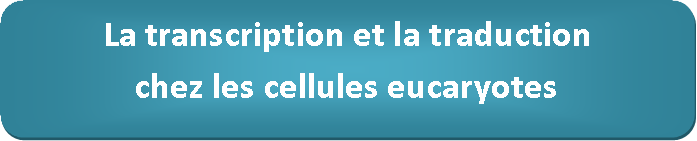 La transcription et la traduction
chez les cellules eucaryotes